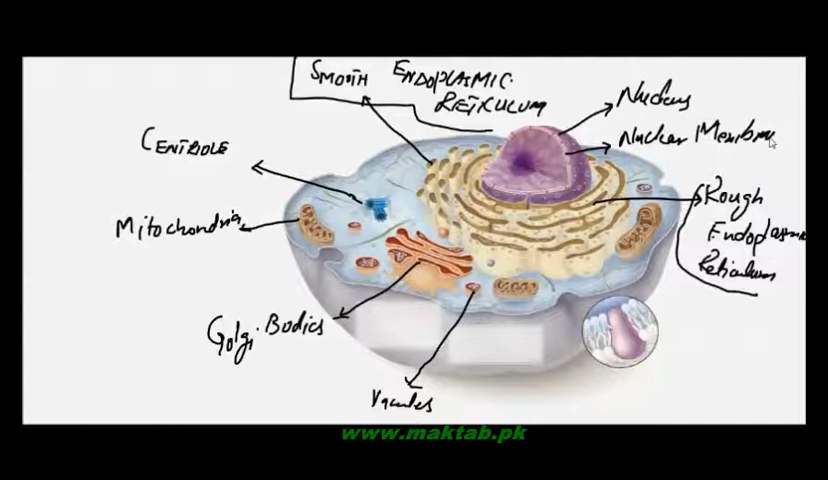 SMOOTH ENDOPLASMIC
RETICULUM
Nucleus
Nuclear Membrane
CENTRIOLE
Mitochondria
Rough
Endoplasmic
Reticulum
Golgi Bodies
Vacuoles
www.maktab.pk